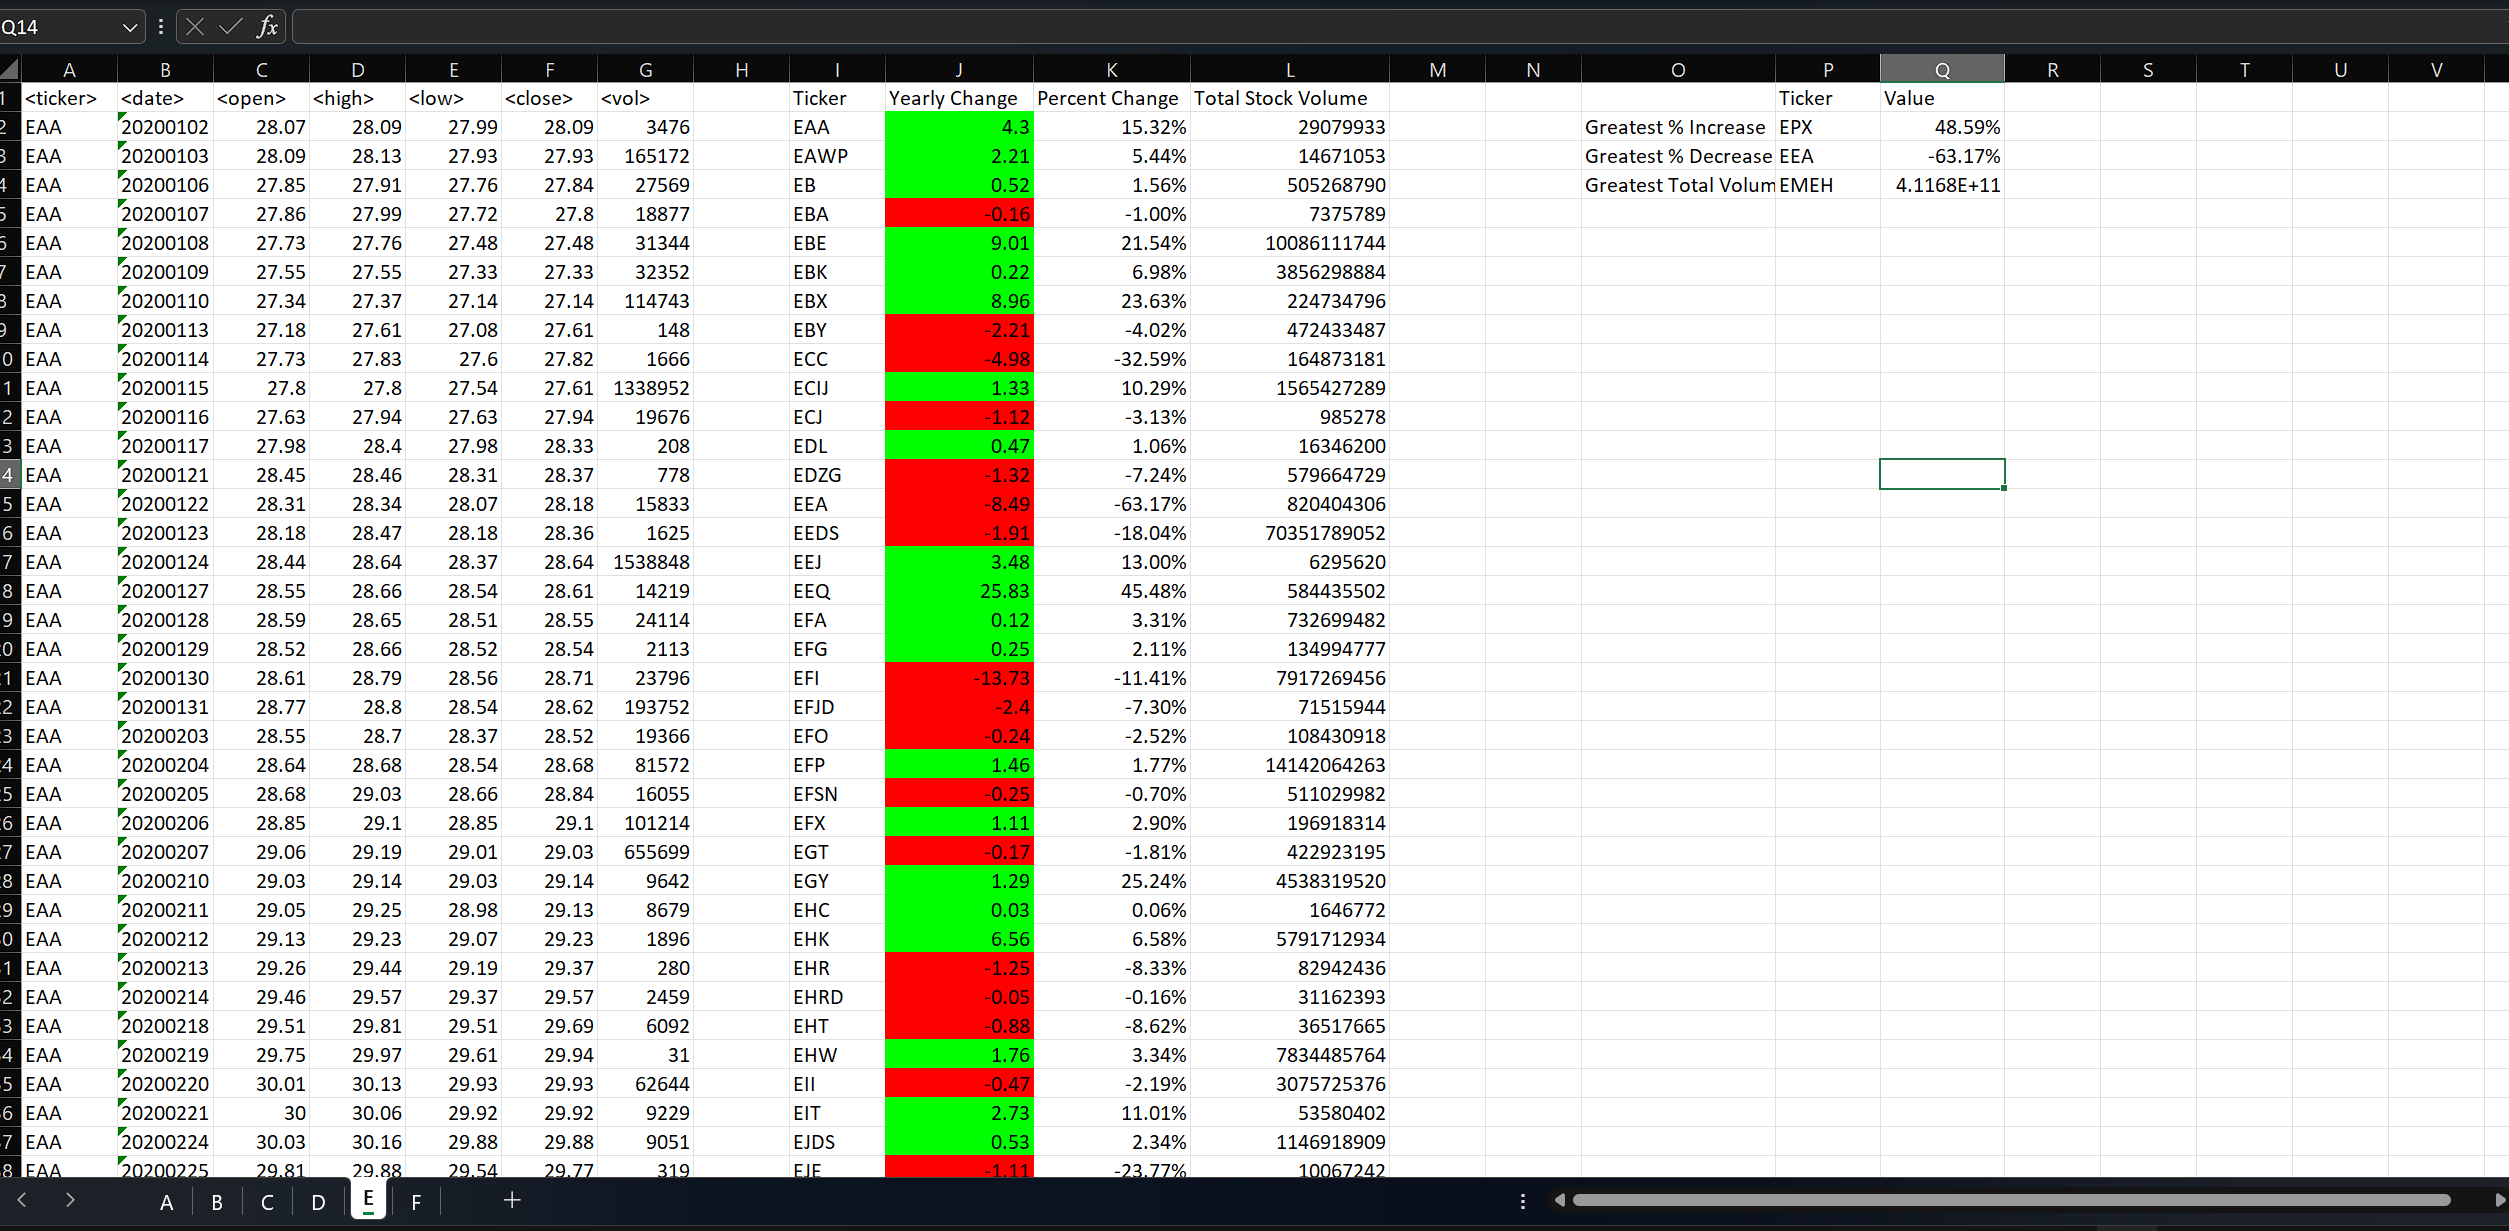 Q14 fx
A B C D E F G H I J K L M N O P Q R S T U V
1 <ticker> <date> <open> <high> <low> <close> <vol> Ticker Yearly Change Percent Change Total Stock Volume Ticker Value
2 EAA 20200102 28.07 28.09 27.99 28.09 3476 EAA 4.3 15.32% 29079933 Greatest % Increase EPX 48.59%
3 EAA 20200103 28.09 28.13 27.93 27.93 165172 EAWP 2.21 5.44% 14671053 Greatest % Decrease EEA -63.17%
4 EAA 20200106 27.85 27.91 27.76 27.84 27569 EB 0.52 1.56% 505268790 Greatest Total Volum EMEH 4.1168E+11
5 EAA 20200107 27.86 27.99 27.72 27.8 18877 EBA -0.16 -1.00% 7375789
6 EAA 20200108 27.73 27.76 27.48 27.48 31344 EBE 9.01 21.54% 10086111744
7 EAA 20200109 27.55 27.55 27.33 27.33 32352 EBK 0.22 6.98% 3856298884
8 EAA 20200110 27.34 27.37 27.14 27.14 114743 EBX 8.96 23.63% 224734796
9 EAA 20200113 27.18 27.61 27.08 27.61 148 EBY -2.21 -4.02% 472433487
0 EAA 20200114 27.73 27.83 27.6 27.82 1666 ECC -4.98 -32.59% 164873181
1 EAA 20200115 27.8 27.8 27.54 27.61 1338952 ECIJ 1.33 10.29% 1565427289
2 EAA 20200116 27.63 27.94 27.63 27.94 19676 ECJ -1.12 -3.13% 985278
3 EAA 20200117 27.98 28.4 27.98 28.33 208 EDL 0.47 1.06% 16346200
4 EAA 20200121 28.45 28.46 28.31 28.37 778 EDZG -1.32 -7.24% 579664729
5 EAA 20200122 28.31 28.34 28.07 28.18 15833 EEA -8.49 -63.17% 820404306
6 EAA 20200123 28.18 28.47 28.18 28.36 1625 EEDS -1.91 -18.04% 70351789052
7 EAA 20200124 28.44 28.64 28.37 28.64 1538848 EEJ 3.48 13.00% 6295620
8 EAA 20200127 28.55 28.66 28.54 28.61 14219 EEQ 25.83 45.48% 584435502
9 EAA 20200128 28.59 28.65 28.51 28.55 24114 EFA 0.12 3.31% 732699482
0 EAA 20200129 28.52 28.66 28.52 28.54 2113 EFG 0.25 2.11% 134994777
1 EAA 20200130 28.61 28.79 28.56 28.71 23796 EFI -13.73 -11.41% 7917269456
2 EAA 20200131 28.77 28.8 28.54 28.62 193752 EFJD -2.4 -7.30% 71515944
3 EAA 20200203 28.55 28.7 28.37 28.52 19366 EFO -0.24 -2.52% 108430918
4 EAA 20200204 28.64 28.68 28.54 28.68 81572 EFP 1.46 1.77% 14142064263
5 EAA 20200205 28.68 29.03 28.66 28.84 16055 EFSN -0.25 -0.70% 511029982
6 EAA 20200206 28.85 29.1 28.85 29.1 101214 EFX 1.11 2.90% 196918314
7 EAA 20200207 29.06 29.19 29.01 29.03 655699 EGT -0.17 -1.81% 422923195
8 EAA 20200210 29.03 29.14 29.03 29.14 9642 EGY 1.29 25.24% 4538319520
9 EAA 20200211 29.05 29.25 28.98 29.13 8679 EHC 0.03 0.06% 1646772
0 EAA 20200212 29.13 29.23 29.07 29.23 1896 EHK 6.56 6.58% 5791712934
1 EAA 20200213 29.26 29.44 29.19 29.37 280 EHR -1.25 -8.33% 82942436
2 EAA 20200214 29.46 29.57 29.37 29.57 2459 EHRD -0.05 -0.16% 31162393
3 EAA 20200218 29.51 29.81 29.51 29.69 6092 EHT -0.88 -8.62% 36517665
4 EAA 20200219 29.75 29.97 29.61 29.94 31 EHW 1.76 3.34% 7834485764
5 EAA 20200220 30.01 30.13 29.93 29.93 62644 EII -0.47 -2.19% 3075725376
6 EAA 20200221 30 30.06 29.92 29.92 9229 EIT 2.73 11.01% 53580402
7 EAA 20200224 30.03 30.16 29.88 29.88 9051 EJDS 0.53 2.34% 1146918909
8 EAA 20200225 29.81 29.88 29.54 29.77 319 EJE -1.11 -23.77% 10067242
A B C D E F